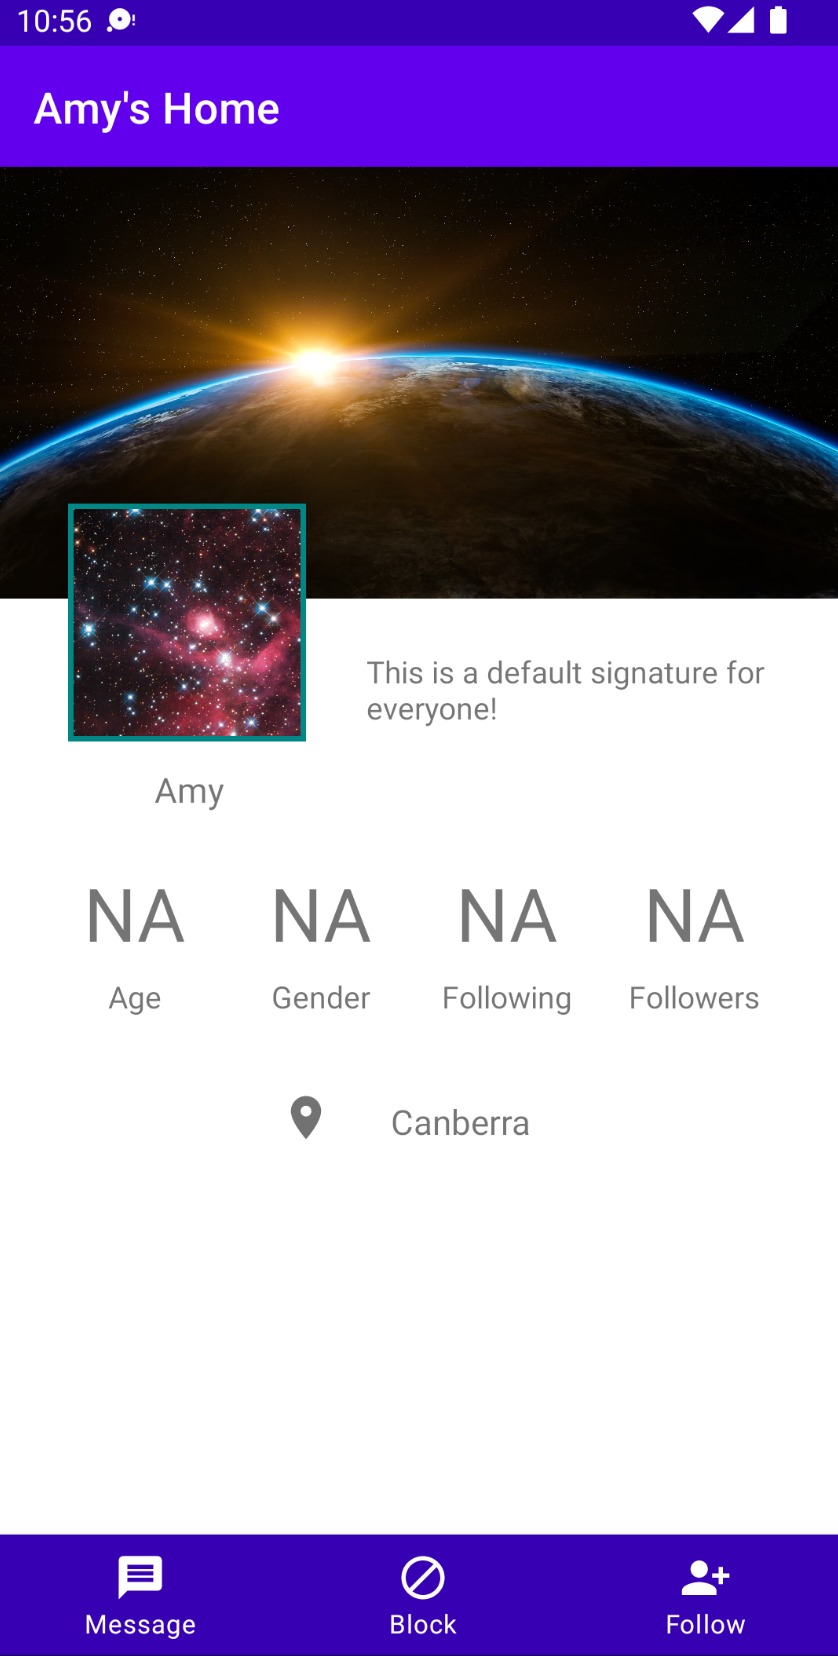 10:56
Amy's Home
This is a default signature for
everyone!
Amy
NA NA NA NA
Age Gender Following Followers
Canberra
Message Block Follow